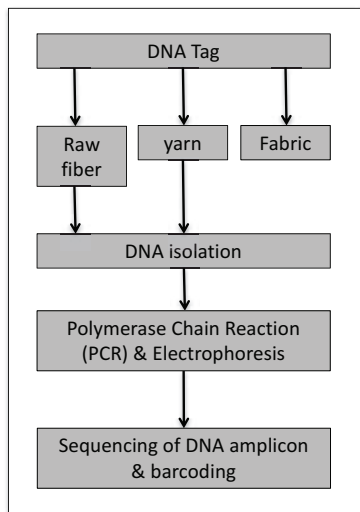 DNA Tag
Raw
fiber
yarn
Fabric
DNA isolation
Polymerase Chain Reaction
(PCR) & Electrophoresis
Sequencing of DNA amplicon
& barcoding